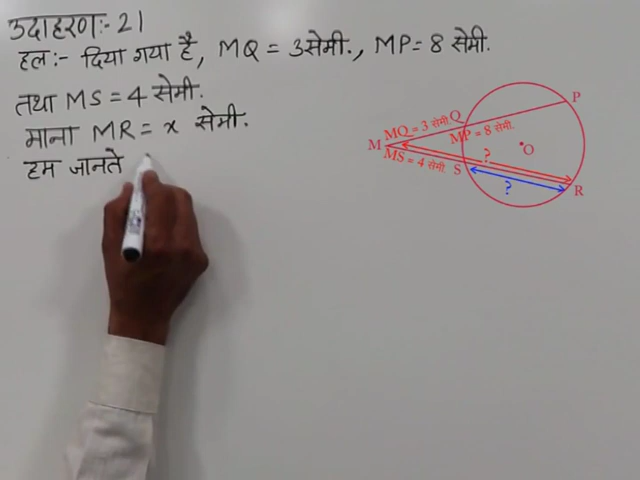 उदाहरण:- 21
हल:- दिया गया है, MQ = 3 सेमी., MP = 8 सेमी.
तथा MS = 4 सेमी.
माना MR = x सेमी.
हम जानते
P
Q
MQ = 3 सेमी.
MP = 8 सेमी.
M
O
?
MS = 4 सेमी.
S
R
?